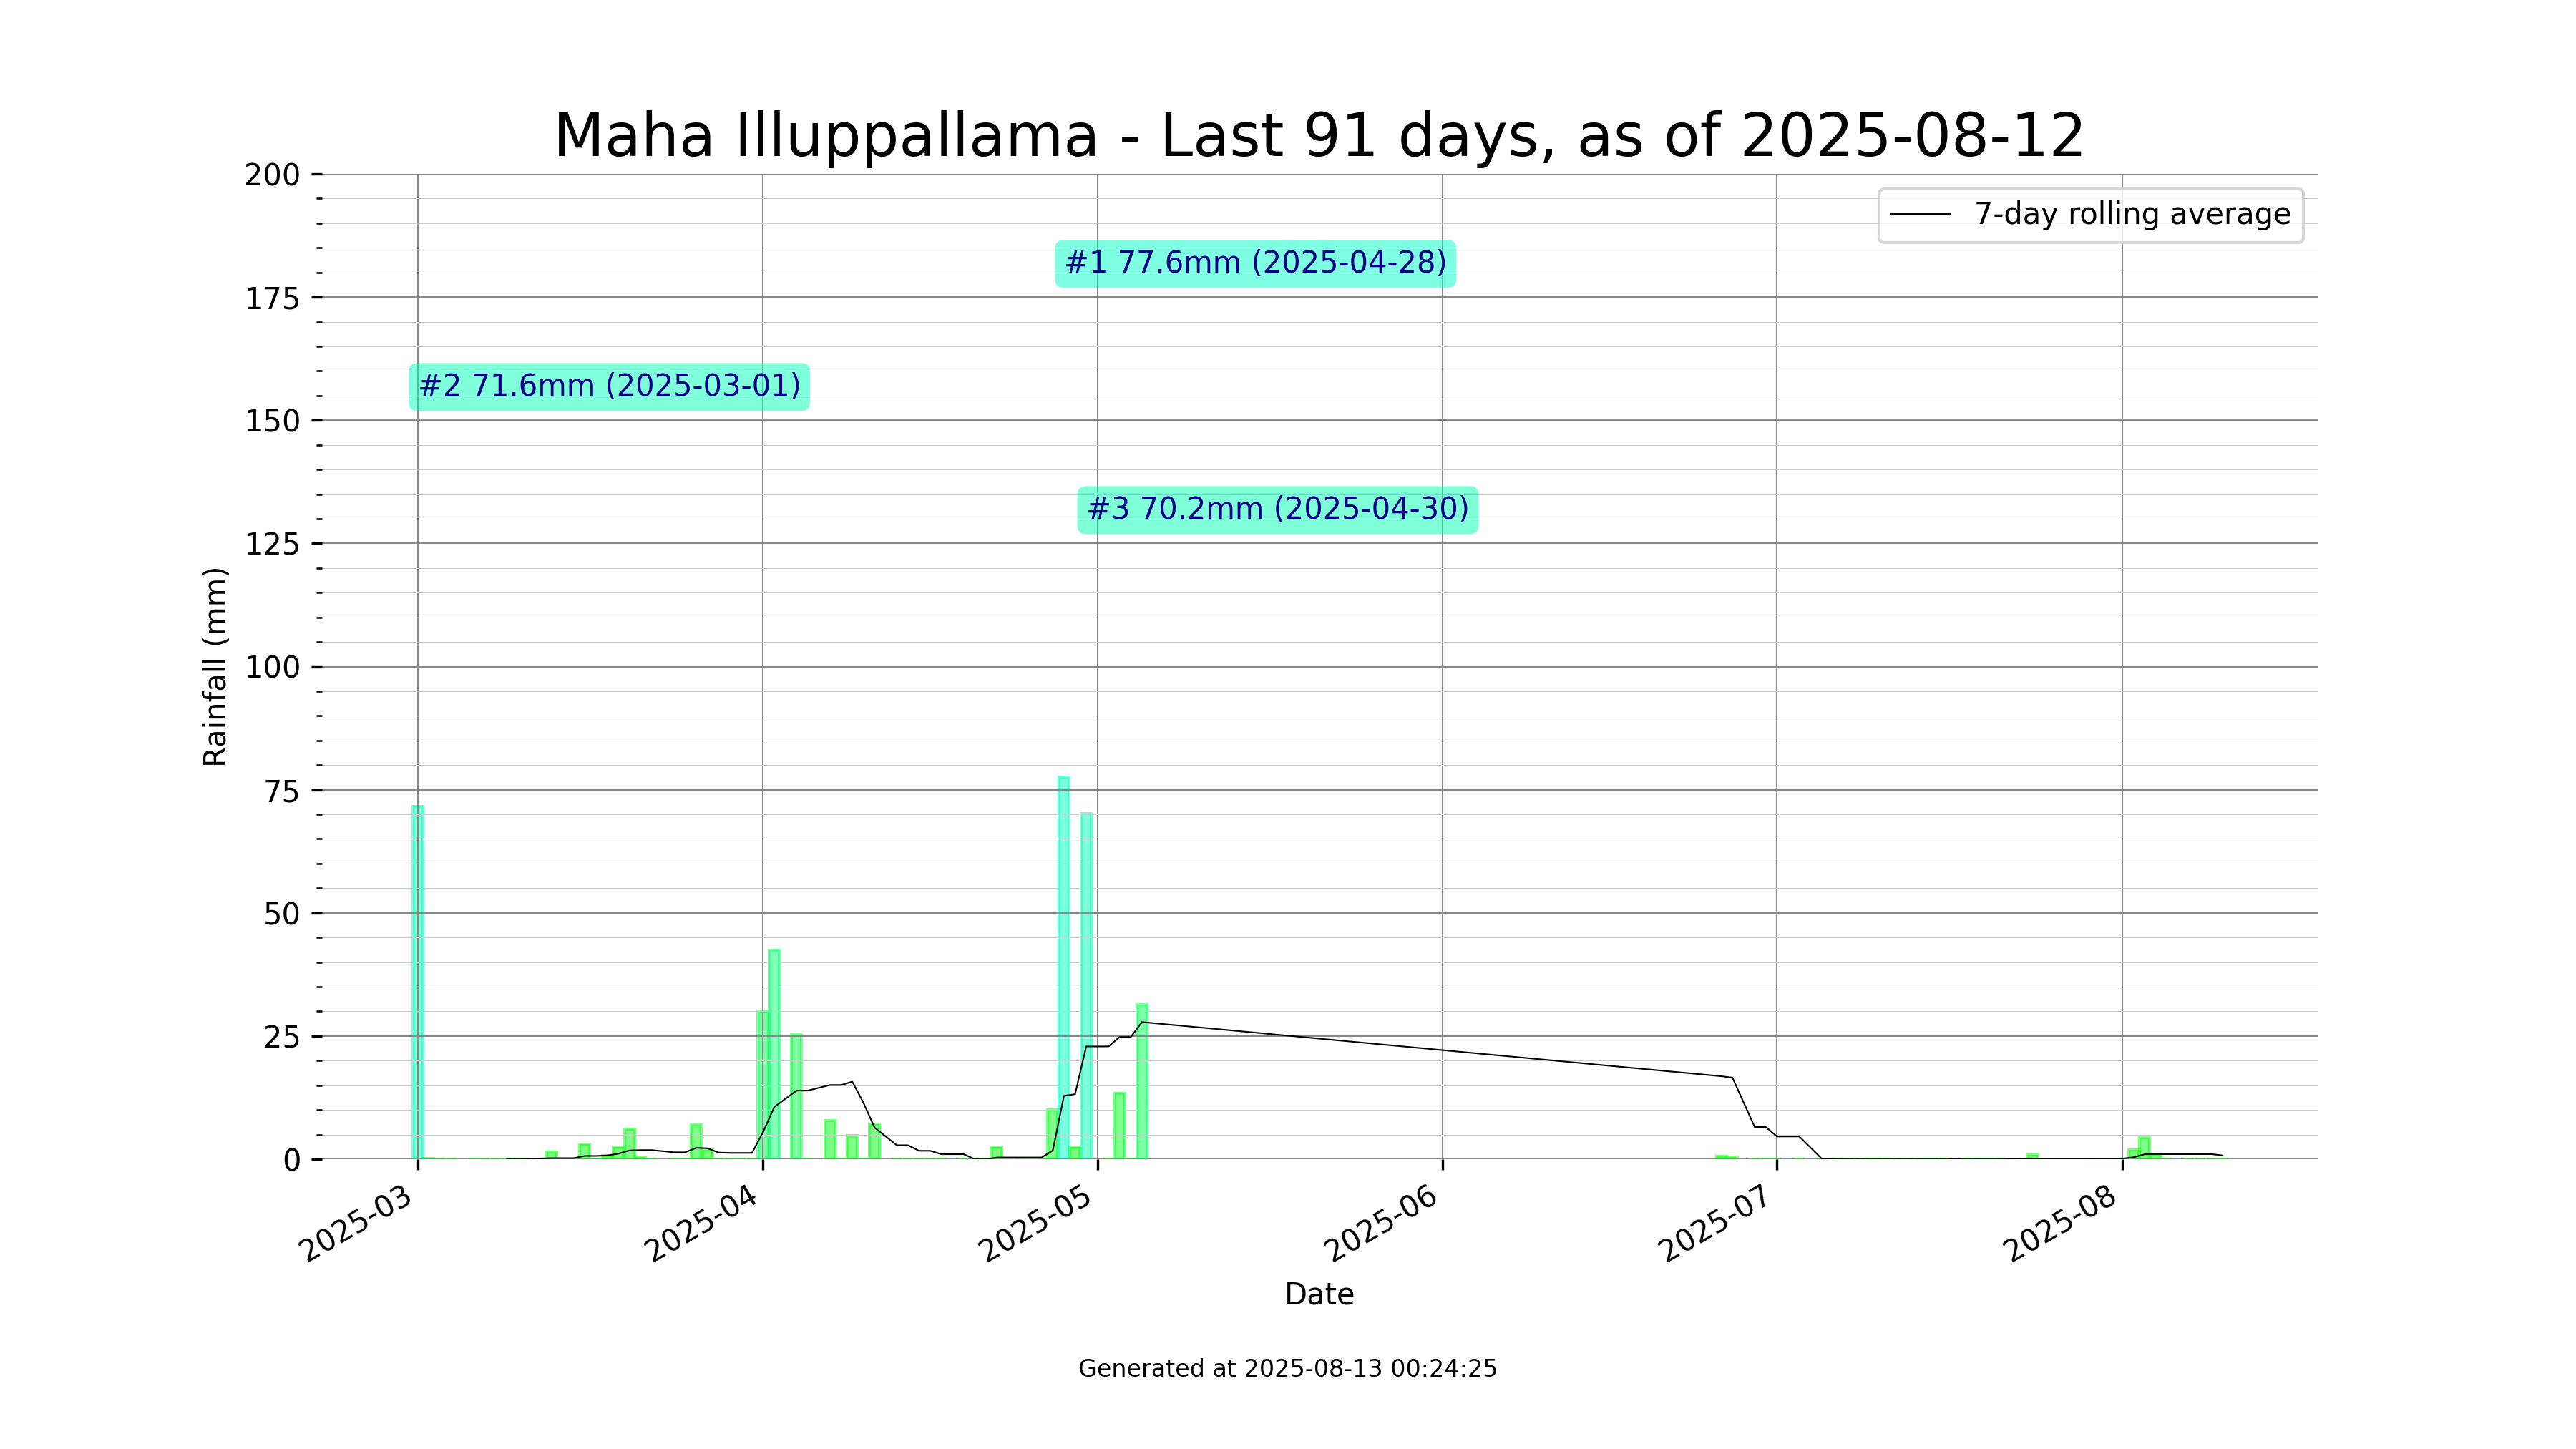 Maha Illuppallama - Last 91 days, as of 2025-08-12
200
175
150
125
100
75
50
25
0
Rainfall (mm)
7-day rolling average
#1 77.6mm (2025-04-28)
#2 71.6mm (2025-03-01)
#3 70.2mm (2025-04-30)
2025-03
2025-04
2025-05
2025-06
2025-07
2025-08
Date
Generated at 2025-08-13 00:24:25